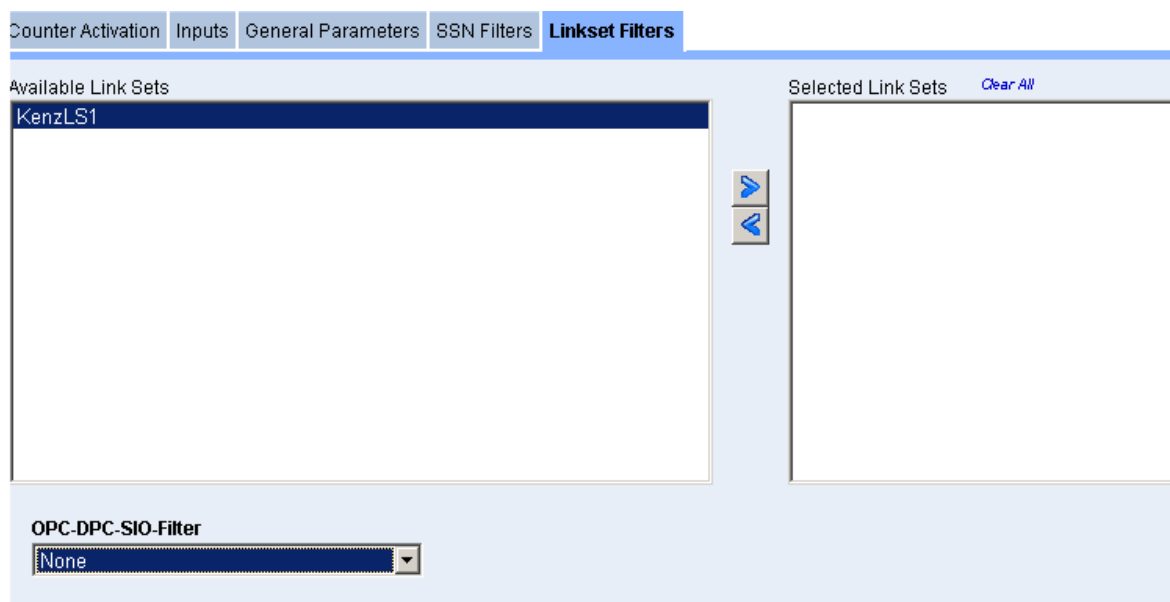 Counter Activation Inputs General Parameters SSN Filters Linkset Filters
Available Link Sets
Selected Link Sets Clear All
KenzLS1
OPC-DPC-SIO-Filter
None